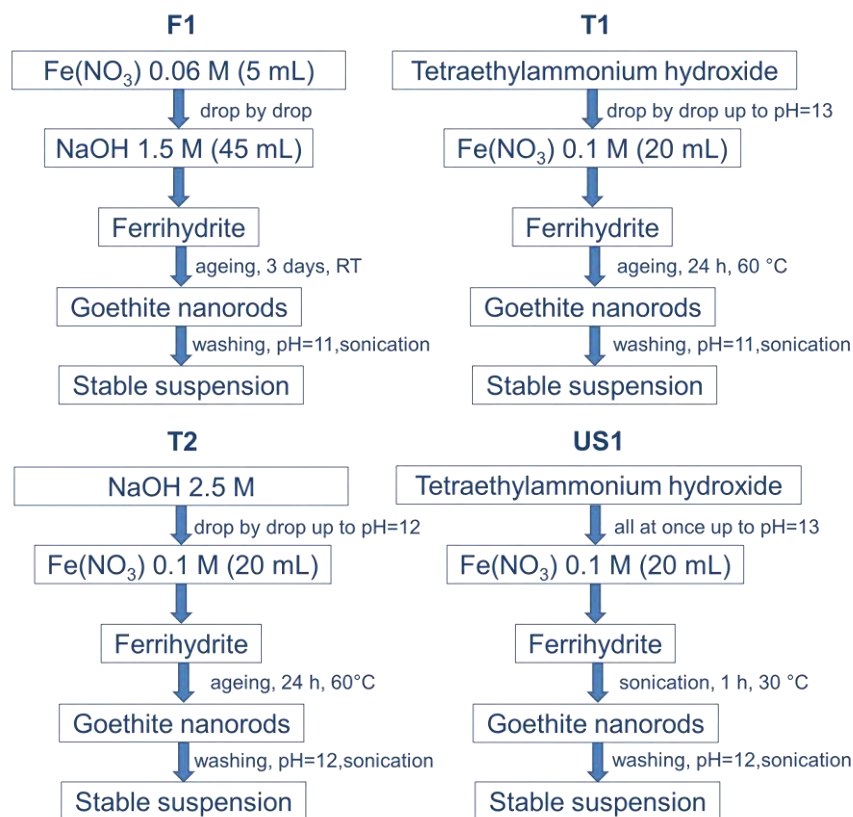 F1
Fe(NO₃) 0.06 M (5 mL)
drop by drop
NaOH 1.5 M (45 mL)
Ferrihydrite
ageing, 3 days, RT
Goethite nanorods
washing, pH=11,sonication
Stable suspension
T1
Tetraethylammonium hydroxide
drop by drop up to pH=13
Fe(NO₃) 0.1 M (20 mL)
Ferrihydrite
ageing, 24 h, 60 °C
Goethite nanorods
washing, pH=11,sonication
Stable suspension
T2
NaOH 2.5 M
drop by drop up to pH=12
Fe(NO₃) 0.1 M (20 mL)
Ferrihydrite
ageing, 24 h, 60°C
Goethite nanorods
washing, pH=12,sonication
Stable suspension
US1
Tetraethylammonium hydroxide
all at once up to pH=13
Fe(NO₃) 0.1 M (20 mL)
Ferrihydrite
sonication, 1 h, 30 °C
Goethite nanorods
washing, pH=12,sonication
Stable suspension